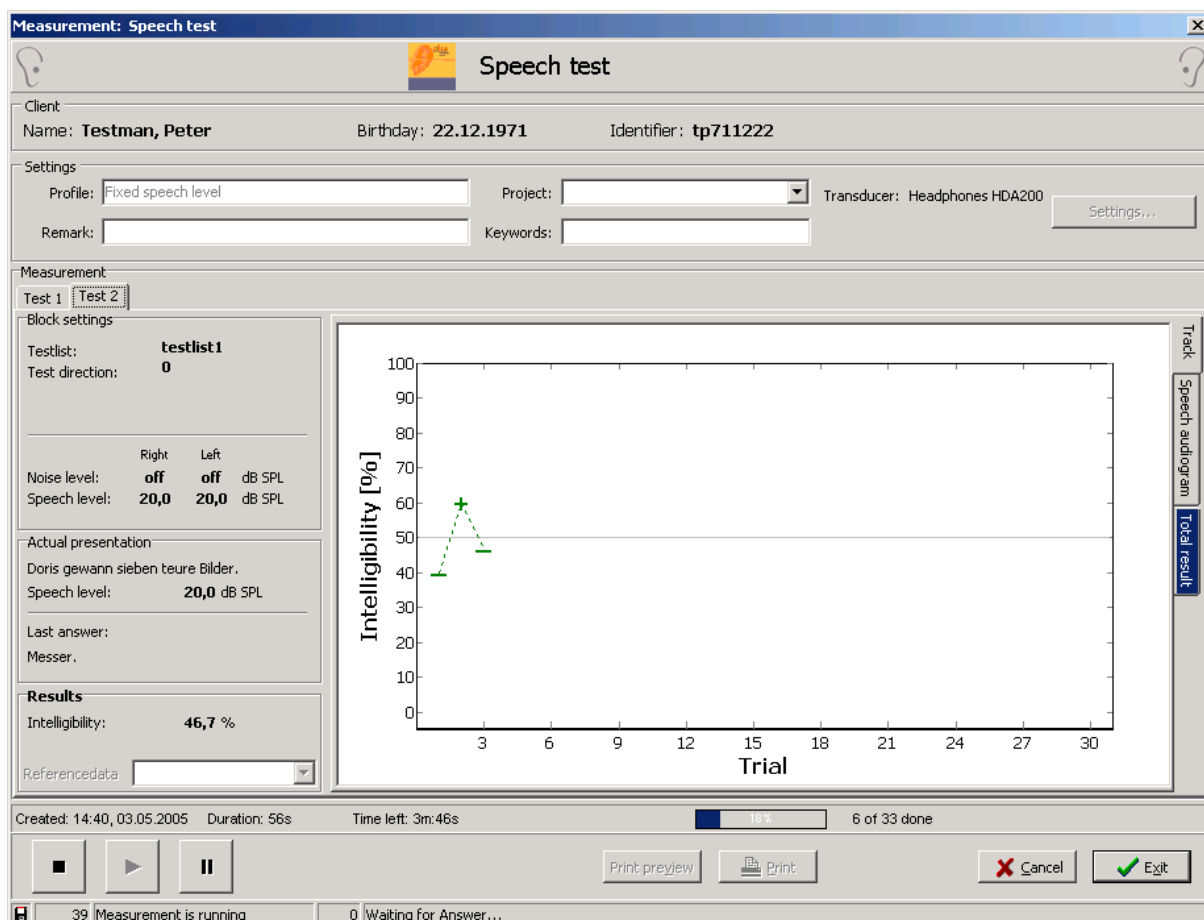 Measurement: Speech test
Speech test
Client
Name: Testman, Peter Birthday: 22.12.1971 Identifier: tp711222
Settings
Profile: Fixed speech level Project: Transducer: Headphones HDA200 Settings...
Remark: Keywords:
Measurement
Test 1 Test 2
Block settings
Testlist: testlist1
Test direction: 0
Right Left
Noise level: off off dB SPL
Speech level: 20,0 20,0 dB SPL
Actual presentation
Doris gewann sieben teure Bilder.
Speech level: 20,0 dB SPL
Last answer:
Messer.
Results
Intelligibility: 46,7 %
Referencedata
Intelligibility [%]
100
90
80
70
60
50
40
30
20
10
0
3 6 9 12 15 18 21 24 27 30
Trial
Track
Speech audiogram
Total result
Created: 14:40, 03.05.2005 Duration: 56s Time left: 3m:46s 18% 6 of 33 done
Print preview Print Cancel Exit
39 Measurement is running 0 Waiting for Answer...